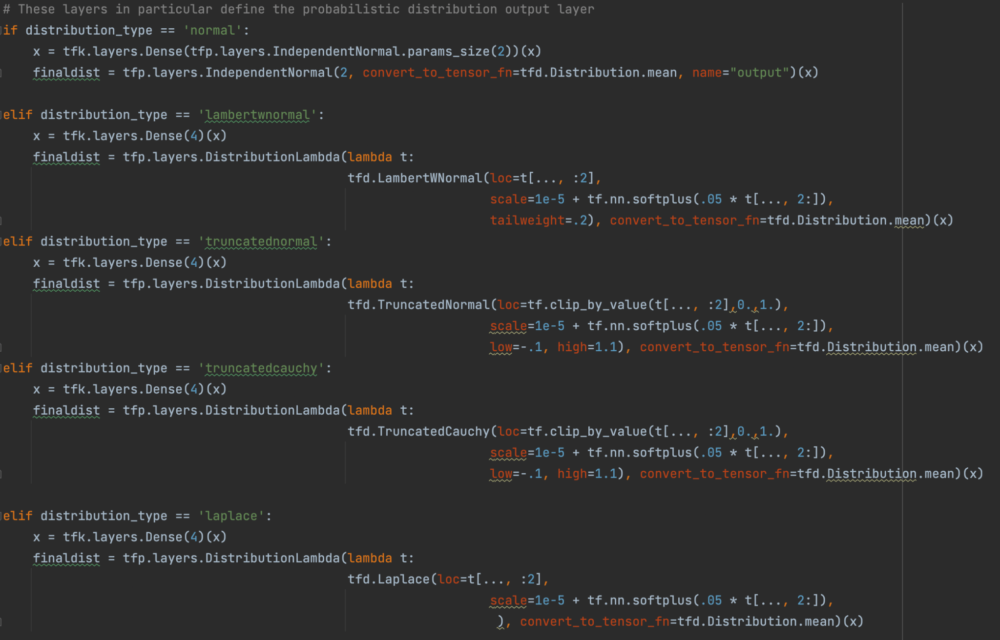 # These layers in particular define the probabilistic distribution output layer
if distribution_type == 'normal':
    x = tfk.layers.Dense(tfp.layers.IndependentNormal.params_size(2))(x)
    finaldist = tfp.layers.IndependentNormal(2, convert_to_tensor_fn=tfd.Distribution.mean, name="output")(x)
elif distribution_type == 'lambertwnormal':
    x = tfk.layers.Dense(4)(x)
    finaldist = tfp.layers.DistributionLambda(lambda t:
                                              tfd.LambertWNormal(loc=t[..., :2],
                                                                 scale=1e-5 + tf.nn.softplus(.05 * t[..., 2:]),
                                                                 tailweight=.2), convert_to_tensor_fn=tfd.Distribution.mean)(x)
elif distribution_type == 'truncatednormal':
    x = tfk.layers.Dense(4)(x)
    finaldist = tfp.layers.DistributionLambda(lambda t:
                                              tfd.TruncatedNormal(loc=tf.clip_by_value(t[..., :2],0.,1.),
                                                                 scale=1e-5 + tf.nn.softplus(.05 * t[..., 2:]),
                                                                 low=-.1, high=1.1), convert_to_tensor_fn=tfd.Distribution.mean)(x)
elif distribution_type == 'truncatedcauchy':
    x = tfk.layers.Dense(4)(x)
    finaldist = tfp.layers.DistributionLambda(lambda t:
                                              tfd.TruncatedCauchy(loc=tf.clip_by_value(t[..., :2],0.,1.),
                                                                 scale=1e-5 + tf.nn.softplus(.05 * t[..., 2:]),
                                                                 low=-.1, high=1.1), convert_to_tensor_fn=tfd.Distribution.mean)(x)
elif distribution_type == 'laplace':
    x = tfk.layers.Dense(4)(x)
    finaldist = tfp.layers.DistributionLambda(lambda t:
                                              tfd.Laplace(loc=t[..., :2],
                                                                 scale=1e-5 + tf.nn.softplus(.05 * t[..., 2:]),
                                                                  ), convert_to_tensor_fn=tfd.Distribution.mean)(x)